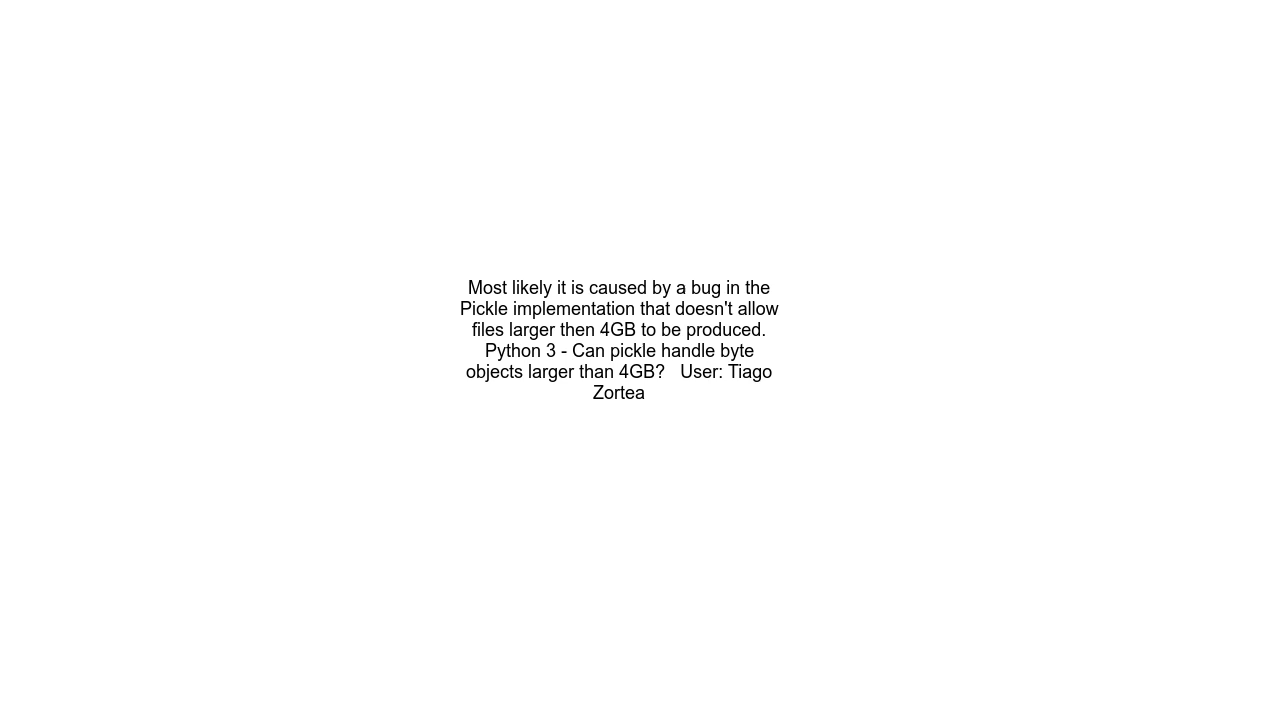 Most likely it is caused by a bug in the
Pickle implementation that doesn't allow
files larger then 4GB to be produced.
Python 3 - Can pickle handle byte
objects larger than 4GB?   User: Tiago
Zortea